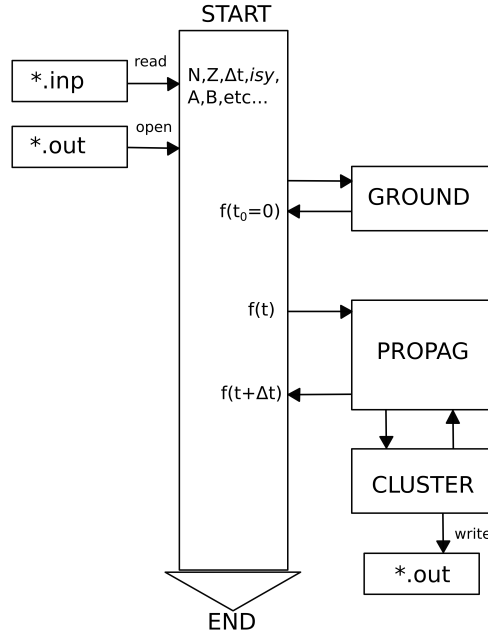 START
read
*.inp
N,Z,Δt,isy,
A,B,etc...
open
*.out
GROUND
f(t₀=0)
f(t)
PROPAG
f(t+Δt)
CLUSTER
write
*.out
END